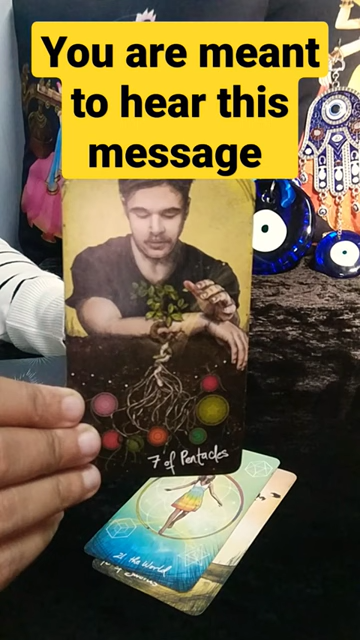 You are meant
to hear this
message
7 of Pentacles
21 the World